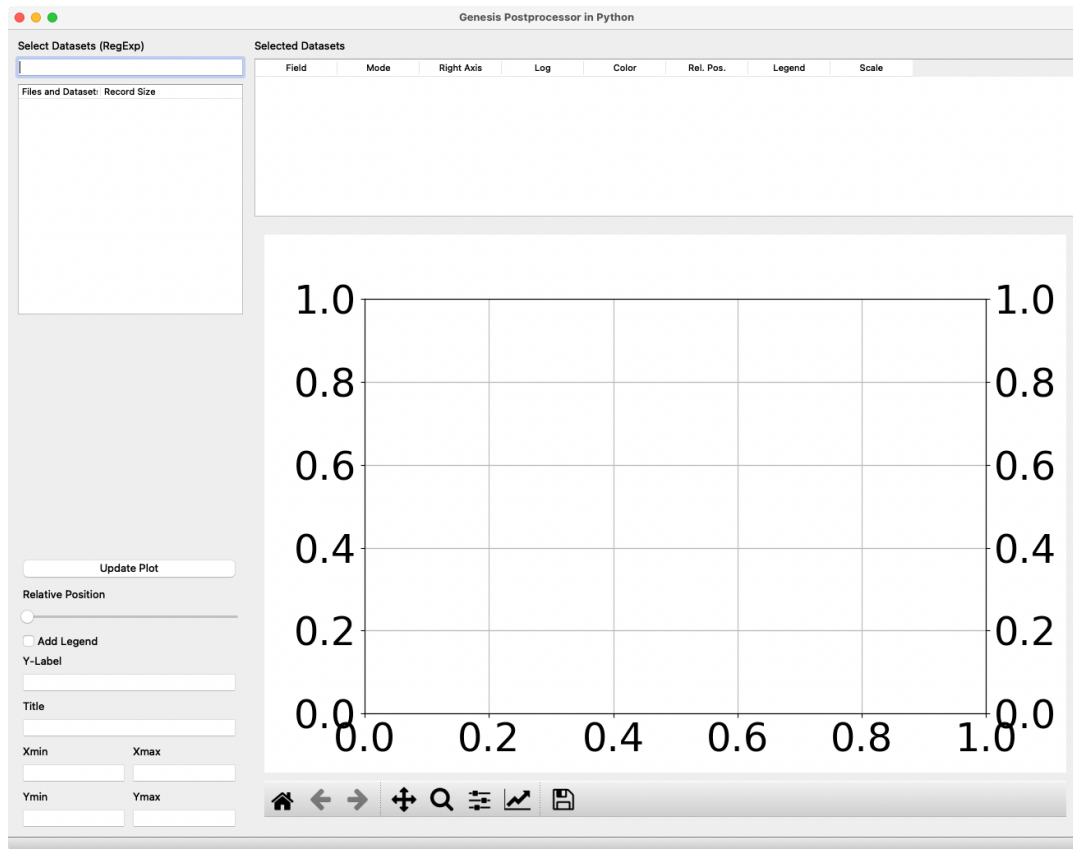 Genesis Postprocessor in Python
Select Datasets (RegExp)
Selected Datasets
Field Mode Right Axis Log Color Rel. Pos. Legend Scale
Files and Dataset Record Size
1.0 1.0
0.8 0.8
0.6 0.6
0.4 0.4
0.2 0.2
0.0 0.0
0.0 0.2 0.4 0.6 0.8 1.0
Update Plot
Relative Position
Add Legend
Y-Label
Title
Xmin Xmax
Ymin Ymax